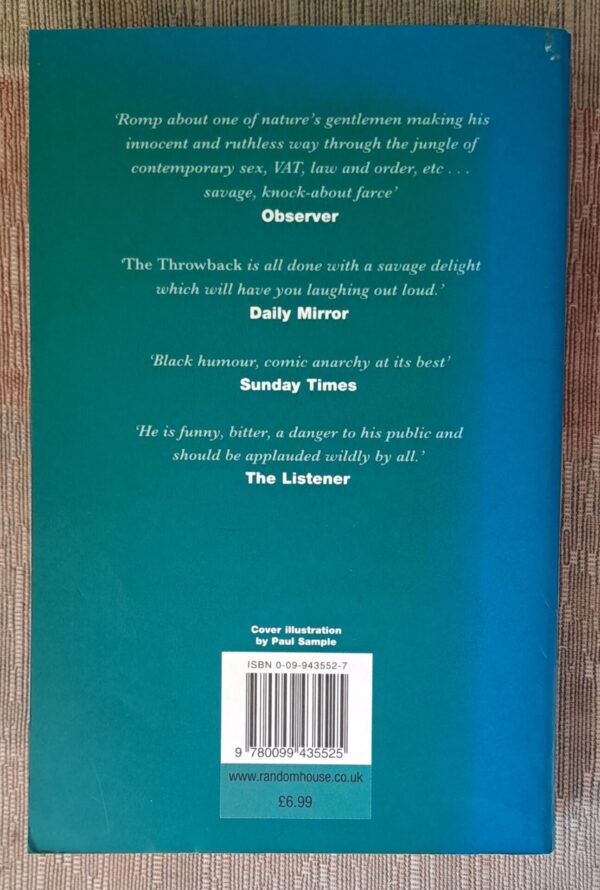 ‘Romp about one of nature’s gentlemen making his
innocent and ruthless way through the jungle of
contemporary sex, VAT, law and order, etc . . .
savage, knock-about farce’
Observer
‘The Throwback is all done with a savage delight
which will have you laughing out loud.’
Daily Mirror
‘Black humour, comic anarchy at its best’
Sunday Times
‘He is funny, bitter, a danger to his public and
should be applauded wildly by all.’
The Listener
Cover illustration
by Paul Sample
ISBN 0-09-943552-7
9 780099 435525
www.randomhouse.co.uk
£6.99